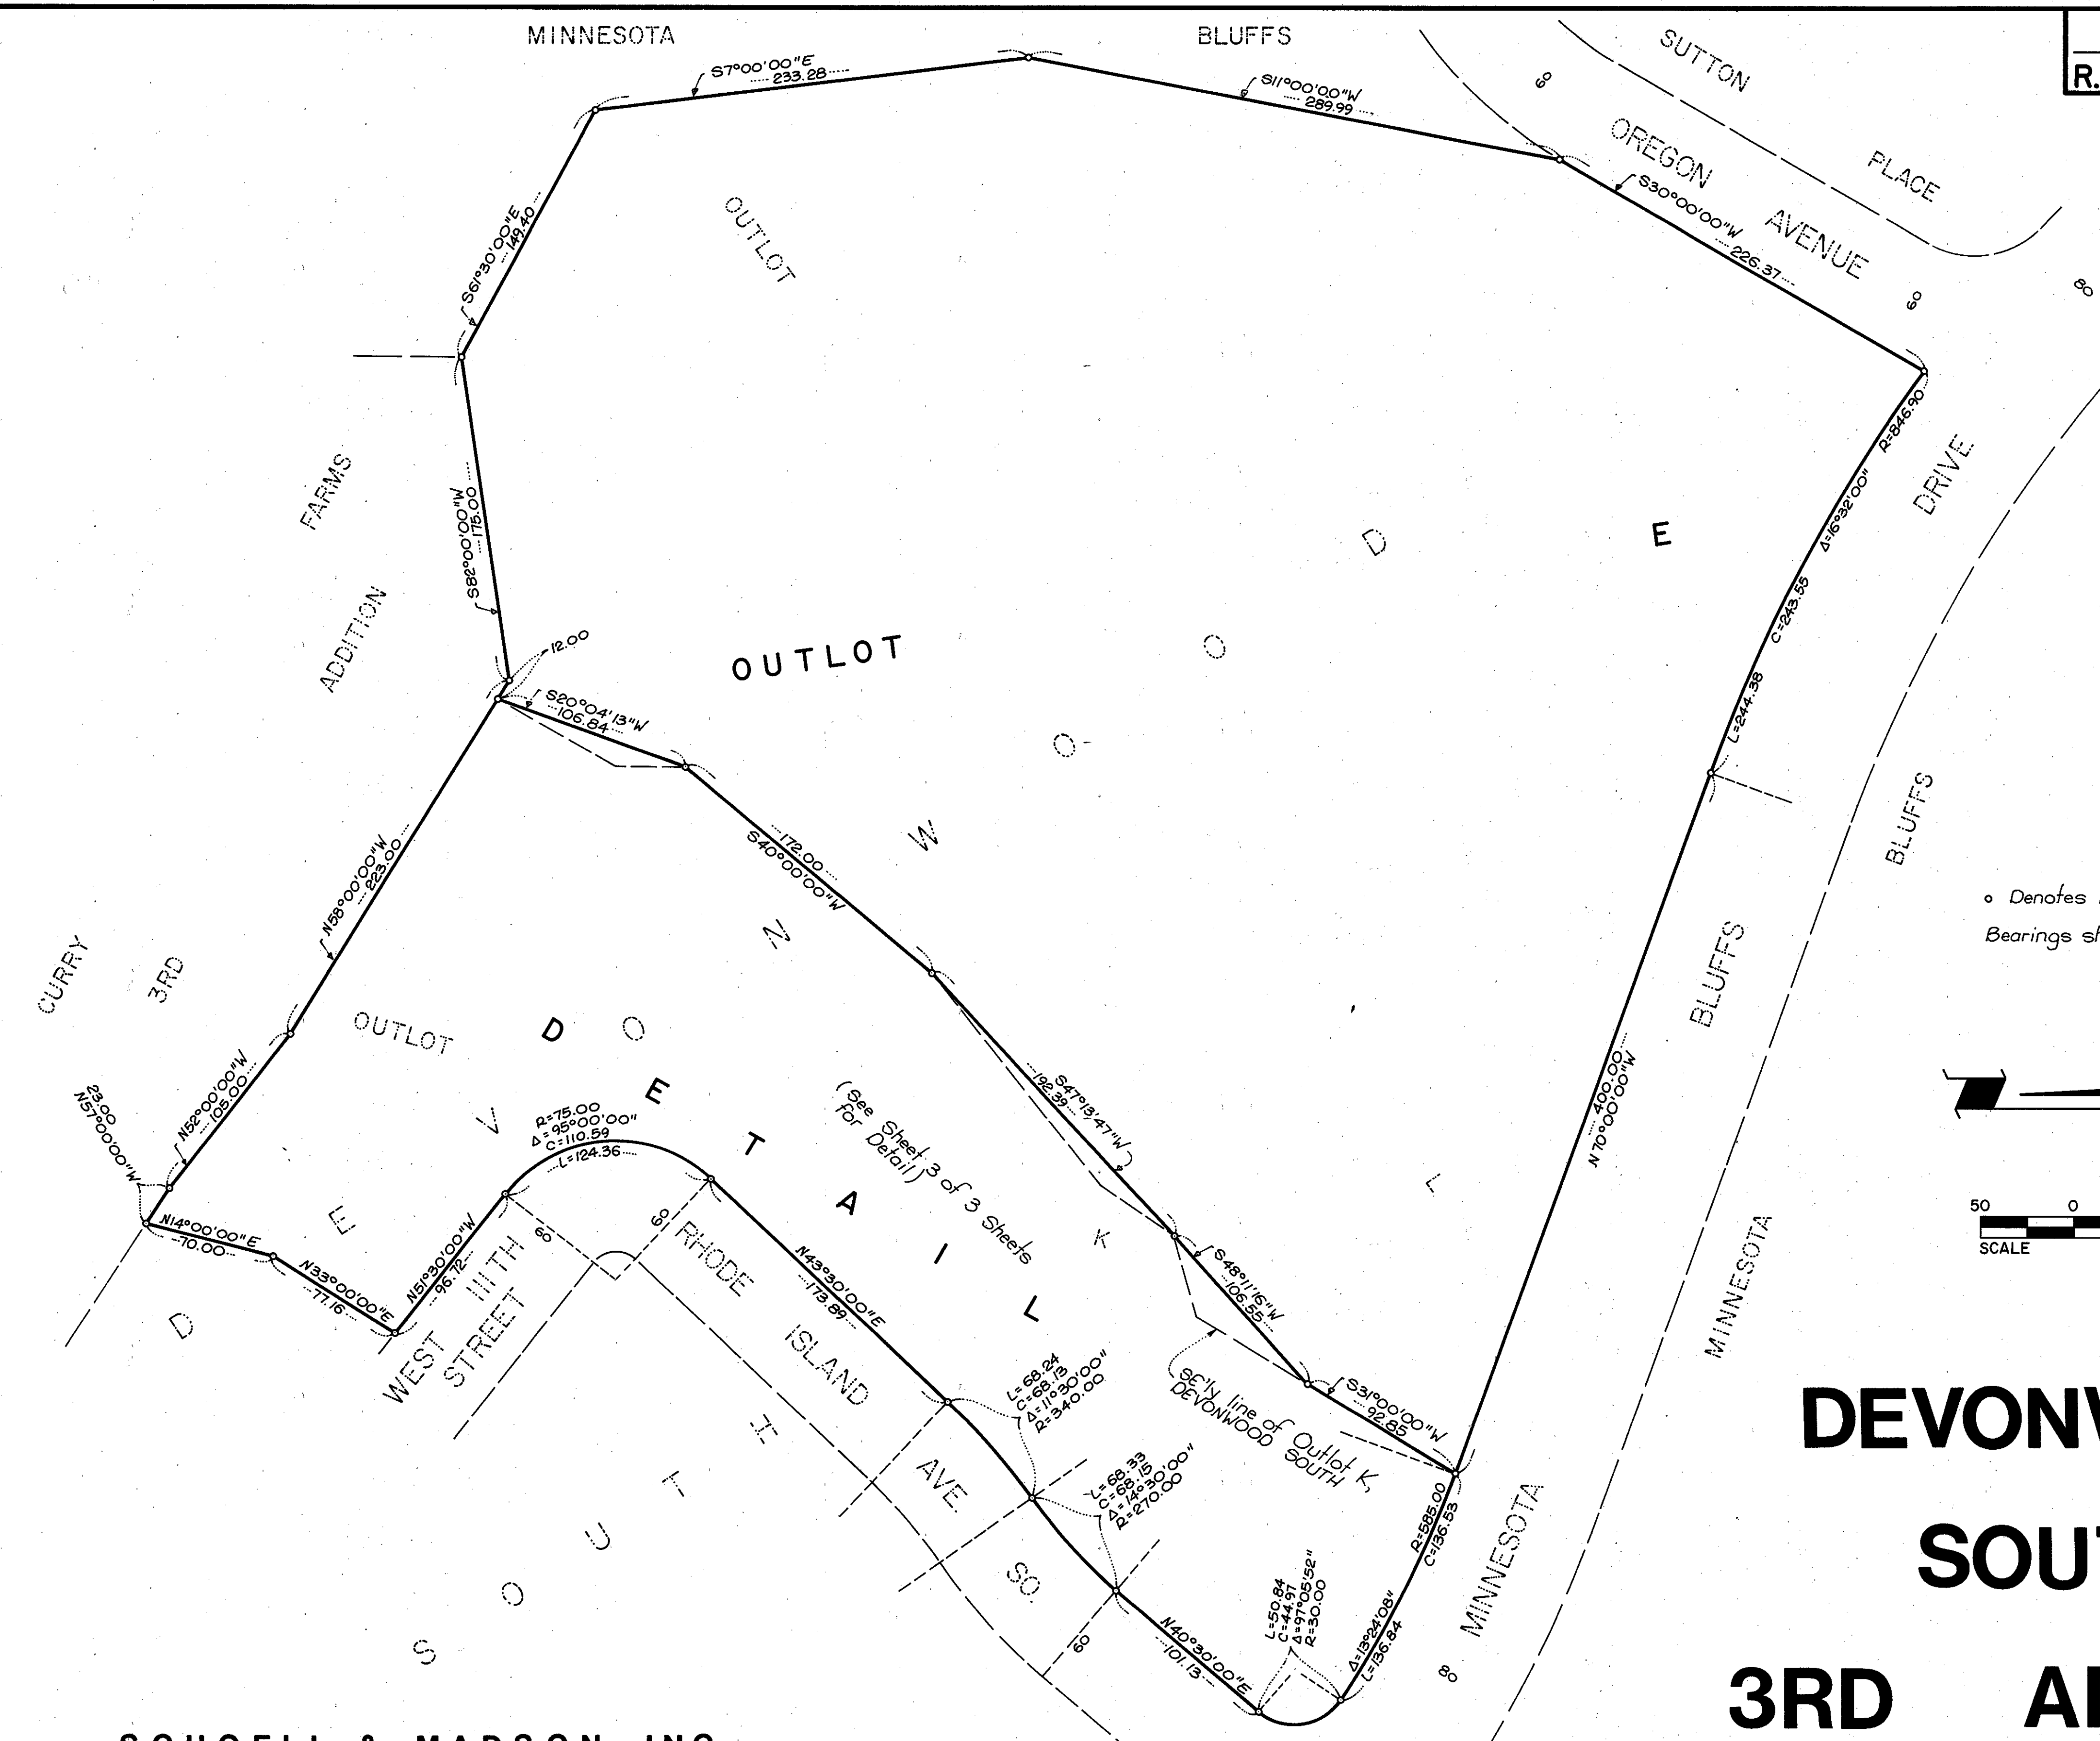 MINNESOTA BLUFFS
SUTTON PLACE
R.
S7°00'00"E
233.28
S11°00'00"W
289.99
60
OREGON AVENUE
S30°00'00"W
226.37
60
80
S61°30'00"E
149.40
OUTLOT
R=846.90
Δ=16°32'00"
C=243.55
L=244.38
DRIVE
FARMS
ADDITION
S82°00'00"W
175.00
12.00
OUTLOT E
S20°04'13"W
106.84
D
O
O
W
N
O
V
E
D
L
172.00
S40°00'00"W
BLUFFS
BLUFFS
° Denotes
Bearings sh
N58°00'00"W
223.00
CURRY
3RD
OUTLOT
DETAIL
(See Sheet 3 of 3 Sheets
for Detail)
K
S47°13'47"W
192.39
400.00
N70°00'00"W
N52°00'00"W
105.00
23.00
N57°00'00"W
R=75.00
Δ=95°00'00"
C=110.59
L=124.36
N14°00'00"E
70.00
N33°00'00"E
77.16
N51°30'00"W
96.72
WEST 111TH
STREET
60
60
RHODE ISLAND AVE. SO.
N43°30'00"E
173.89
S48°11'16"W
106.55
50 0
SCALE
MINNESOTA
S31°00'00"W
92.85
SE'ly line of Outlot K,
DEVONWOOD SOUTH
L=68.24
C=68.13
Δ=11°30'00"
R=340.00
L=68.33
C=68.15
Δ=14°30'00"
R=270.00
R=585.00
C=136.53
Δ=13°24'08"
L=136.84
L=50.84
C=44.97
Δ=97°05'52"
R=30.00
N40°30'00"E
101.13
60
MINNESOTA
80
S
O
U
T
H
DEVONW
SOUT
3RD
SCHOELL & MADSON, INC.